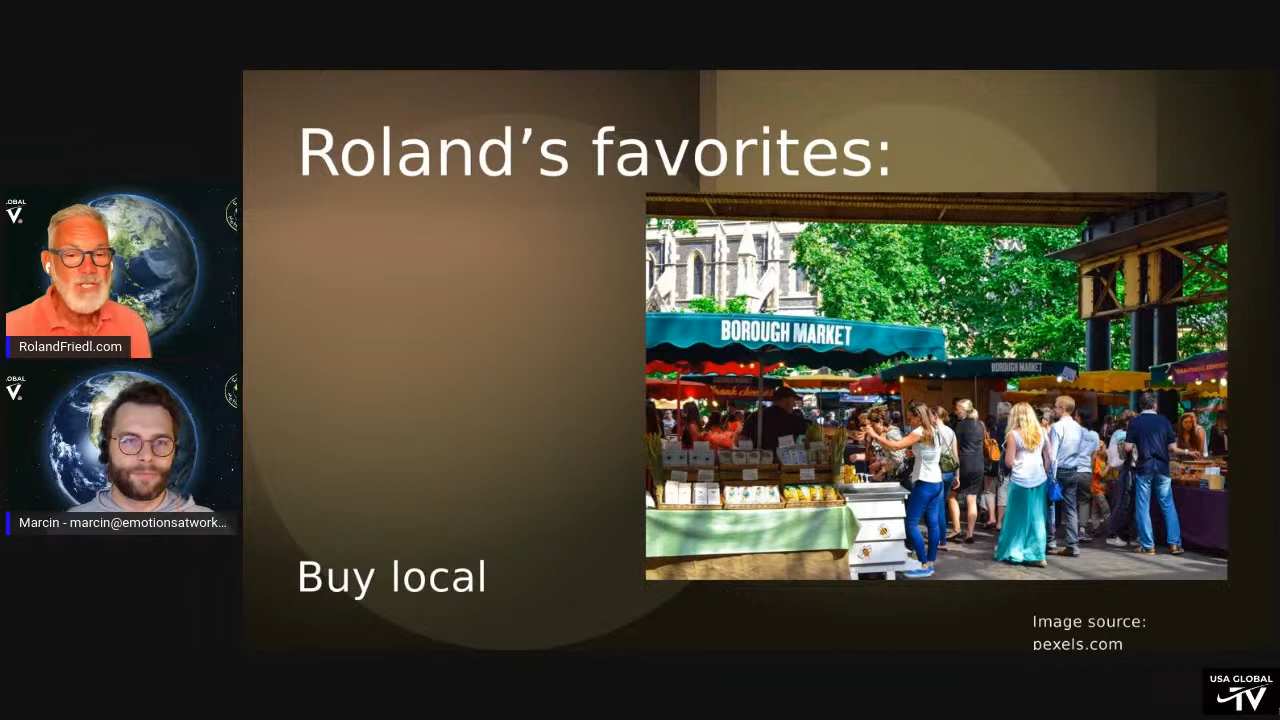 Roland’s favorites:
.OBAL
V.
RolandFriedl.com
.OBAL
V.
Marcin - marcin@emotionsatwork...
BOROUGH MARKET
BOROUGH MARKET
Buy local
Image source:
pexels.com
USA GLOBAL
TV